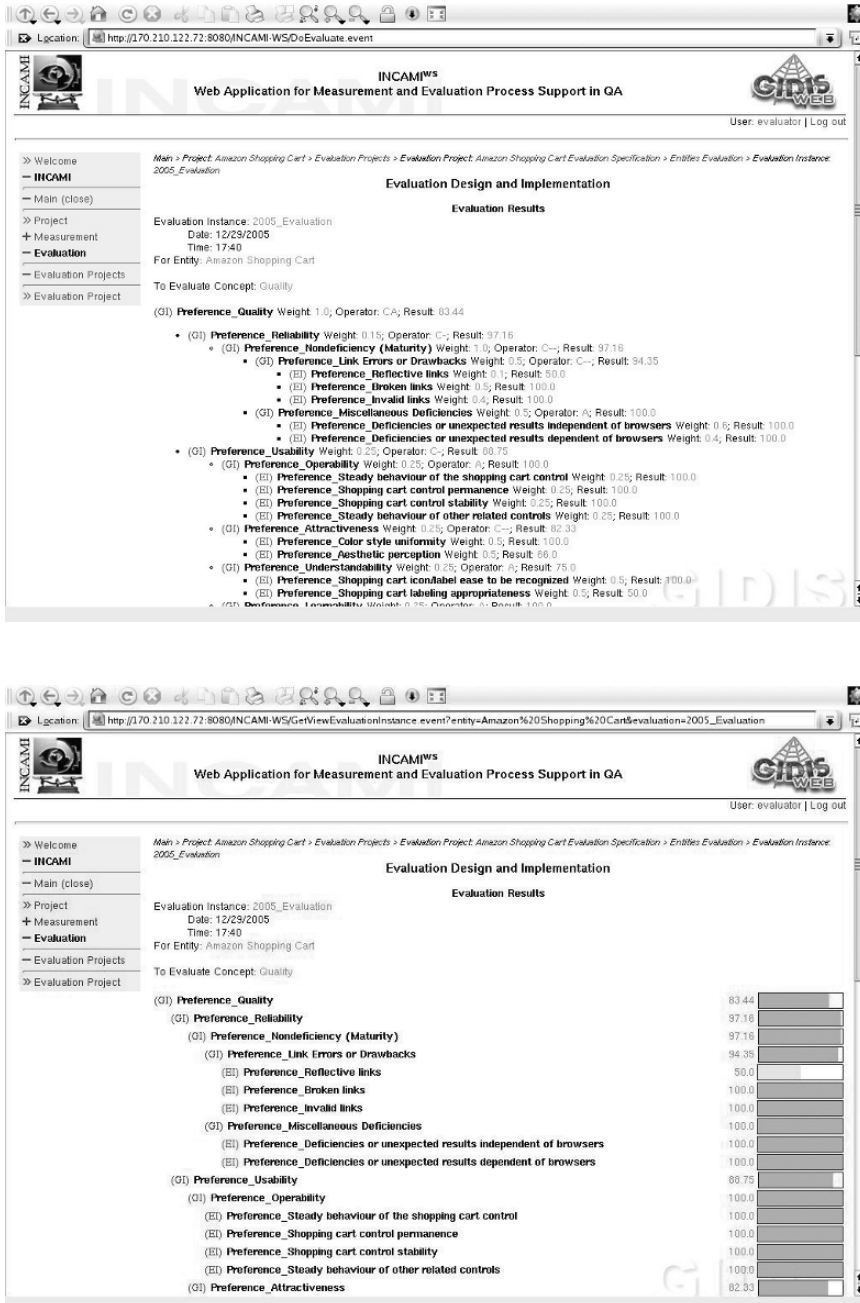 Location: http://170.210.122.72:8080/INCAMI-WS/DoEvaluate.event
INCAMI
INCAMIWS
Web Application for Measurement and Evaluation Process Support in QA
GIDIS
WEB
User: evaluator | Log out
» Welcome
− INCAMI
− Main (close)
» Project
+ Measurement
− Evaluation
− Evaluation Projects
» Evaluation Project
Main > Project: Amazon Shopping Cart > Evaluation Projects > Evaluation Project: Amazon Shopping Cart Evaluation Specification > Entities Evaluation > Evaluation Instance:
2005_Evaluation
Evaluation Design and Implementation
Evaluation Results
Evaluation Instance: 2005_Evaluation
Date: 12/29/2005
Time: 17:40
For Entity: Amazon Shopping Cart
To Evaluate Concept: Quality
(GI) Preference_Quality Weight: 1.0; Operator: CA; Result: 83.44
• (GI) Preference_Reliability Weight: 0.15; Operator: C-; Result: 97.16
◦ (GI) Preference_Nondeficiency (Maturity) Weight: 1.0; Operator: C--; Result: 97.16
▪ (GI) Preference_Link Errors or Drawbacks Weight: 0.5; Operator: C--; Result: 94.35
▪ (EI) Preference_Reflective links Weight: 0.1; Result: 50.0
▪ (EI) Preference_Broken links Weight: 0.5; Result: 100.0
▪ (EI) Preference_Invalid links Weight: 0.4; Result: 100.0
▪ (GI) Preference_Miscellaneous Deficiencies Weight: 0.5; Operator: A; Result: 100.0
▪ (EI) Preference_Deficiencies or unexpected results independent of browsers Weight: 0.6; Result: 100.0
▪ (EI) Preference_Deficiencies or unexpected results dependent of browsers Weight: 0.4; Result: 100.0
• (GI) Preference_Usability Weight: 0.25; Operator: C-; Result: 88.75
◦ (GI) Preference_Operability Weight: 0.25; Operator: A; Result: 100.0
▪ (EI) Preference_Steady behaviour of the shopping cart control Weight: 0.25; Result: 100.0
▪ (EI) Preference_Shopping cart control permanence Weight: 0.25; Result: 100.0
▪ (EI) Preference_Shopping cart control stability Weight: 0.25; Result: 100.0
▪ (EI) Preference_Steady behaviour of other related controls Weight: 0.25; Result: 100.0
◦ (GI) Preference_Attractiveness Weight: 0.25; Operator: C--; Result: 82.33
▪ (EI) Preference_Color style uniformity Weight: 0.5; Result: 100.0
▪ (EI) Preference_Aesthetic perception Weight: 0.5; Result: 66.0
◦ (GI) Preference_Understandability Weight: 0.25; Operator: A; Result: 75.0
▪ (EI) Preference_Shopping cart icon/label ease to be recognized Weight: 0.5; Result: 100.0
▪ (EI) Preference_Shopping cart labeling appropriateness Weight: 0.5; Result: 50.0
◦ (GI) Preference_Learnability Weight: 0.25; Operator: A; Result: 100.0
GIDIS
Location: http://170.210.122.72:8080/INCAMI-WS/GetViewEvaluationInstance.event?entity=Amazon%20Shopping%20Cart&evaluation=2005_Evaluation
INCAMI
INCAMIWS
Web Application for Measurement and Evaluation Process Support in QA
GIDIS
WEB
User: evaluator | Log out
» Welcome
− INCAMI
− Main (close)
» Project
+ Measurement
− Evaluation
− Evaluation Projects
» Evaluation Project
Main > Project: Amazon Shopping Cart > Evaluation Projects > Evaluation Project: Amazon Shopping Cart Evaluation Specification > Entities Evaluation > Evaluation Instance:
2005_Evaluation
Evaluation Design and Implementation
Evaluation Results
Evaluation Instance: 2005_Evaluation
Date: 12/29/2005
Time: 17:40
For Entity: Amazon Shopping Cart
To Evaluate Concept: Quality
(GI) Preference_Quality 83.44
(GI) Preference_Reliability 97.16
(GI) Preference_Nondeficiency (Maturity) 97.16
(GI) Preference_Link Errors or Drawbacks 94.35
(EI) Preference_Reflective links 50.0
(EI) Preference_Broken links 100.0
(EI) Preference_Invalid links 100.0
(GI) Preference_Miscellaneous Deficiencies 100.0
(EI) Preference_Deficiencies or unexpected results independent of browsers 100.0
(EI) Preference_Deficiencies or unexpected results dependent of browsers 100.0
(GI) Preference_Usability 88.75
(GI) Preference_Operability 100.0
(EI) Preference_Steady behaviour of the shopping cart control 100.0
(EI) Preference_Shopping cart control permanence 100.0
(EI) Preference_Shopping cart control stability 100.0
(EI) Preference_Steady behaviour of other related controls 100.0
(GI) Preference_Attractiveness 82.33